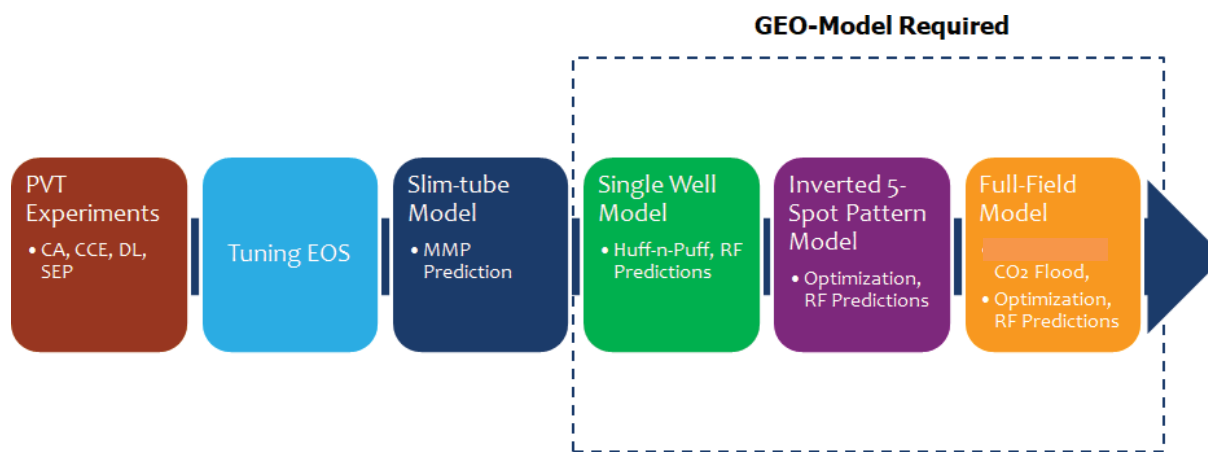 GEO-Model Required
PVT
Experiments
• CA, CCE, DL,
SEP
Tuning EOS
Slim-tube
Model
• MMP
Prediction
Single Well
Model
• Huff-n-Puff, RF
Predictions
Inverted 5-
Spot Pattern
Model
• Optimization,
RF Predictions
Full-Field
Model
CO2 Flood,
• Optimization,
RF Predictions